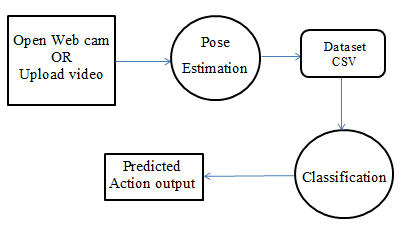 Open Web cam
OR
Upload video
Pose
Estimation
Dataset
CSV
Classification
Predicted
Action output